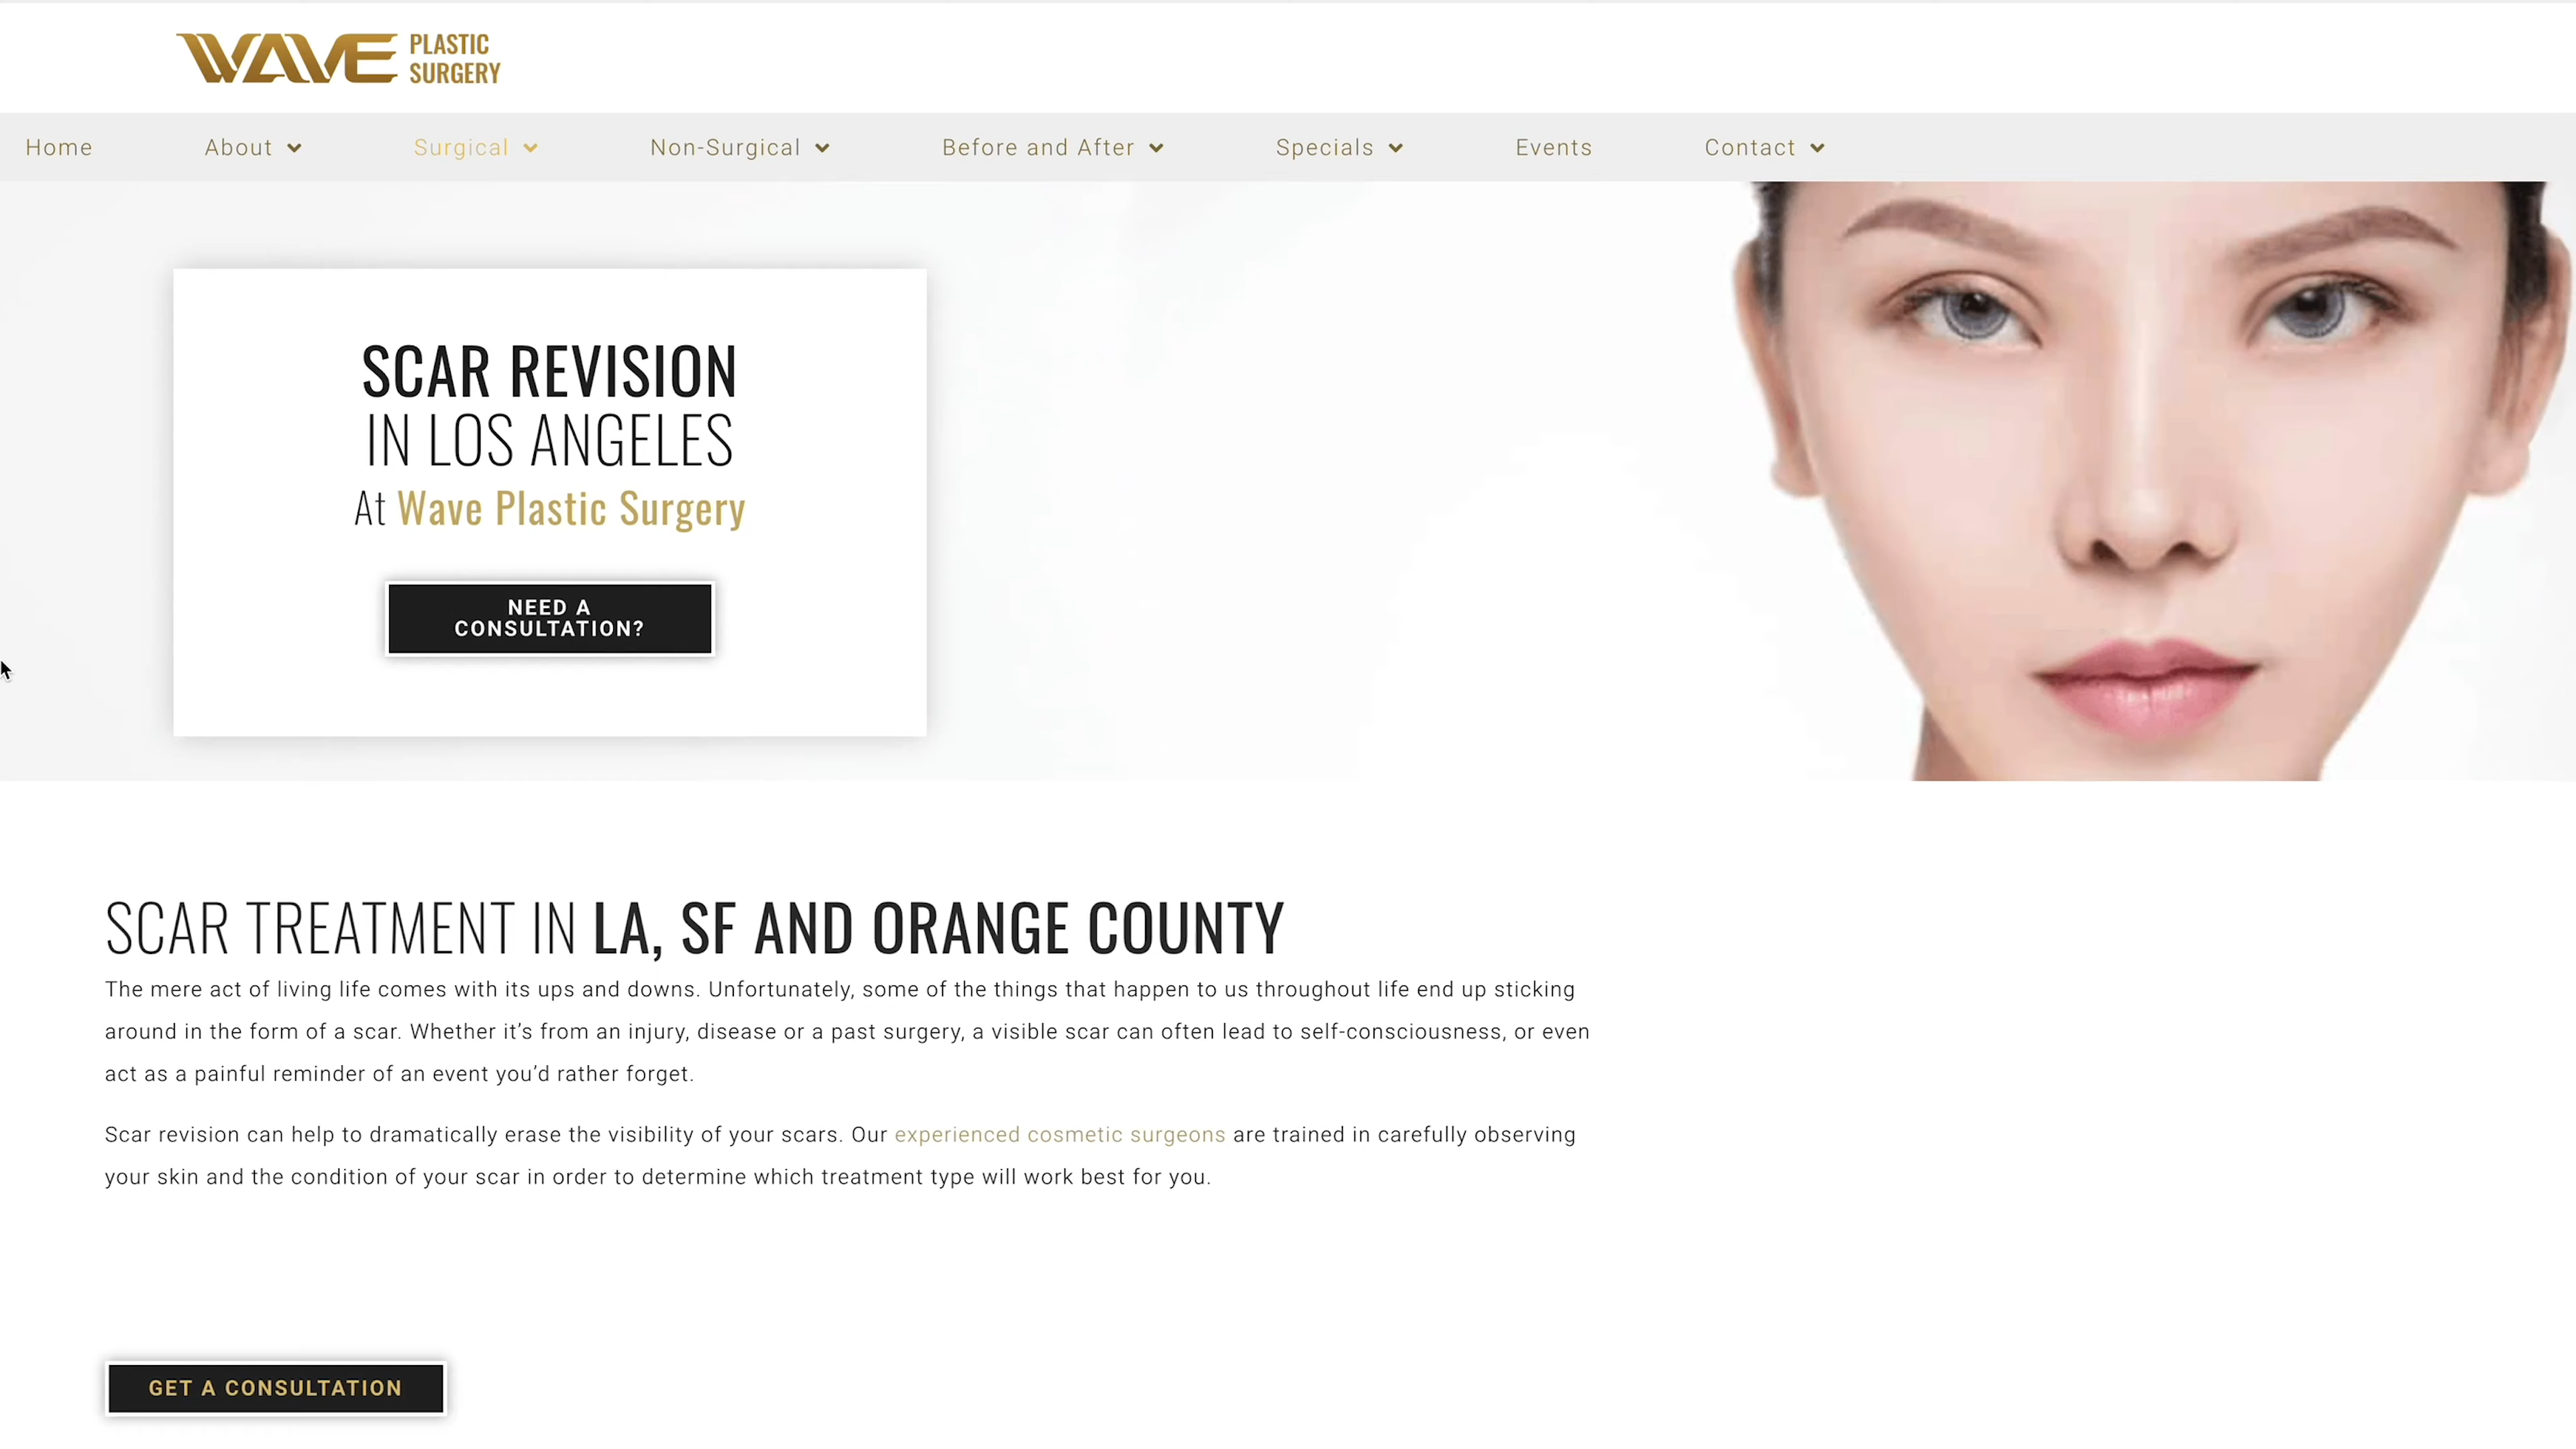 WAVE PLASTIC
SURGERY
Home About Surgical Non-Surgical Before and After Specials Events Contact
SCAR REVISION
IN LOS ANGELES
At Wave Plastic Surgery
NEED A
CONSULTATION?
SCAR TREATMENT IN LA, SF AND ORANGE COUNTY
The mere act of living life comes with its ups and downs. Unfortunately, some of the things that happen to us throughout life end up sticking
around in the form of a scar. Whether it’s from an injury, disease or a past surgery, a visible scar can often lead to self-consciousness, or even
act as a painful reminder of an event you’d rather forget.
Scar revision can help to dramatically erase the visibility of your scars. Our experienced cosmetic surgeons are trained in carefully observing
your skin and the condition of your scar in order to determine which treatment type will work best for you.
GET A CONSULTATION